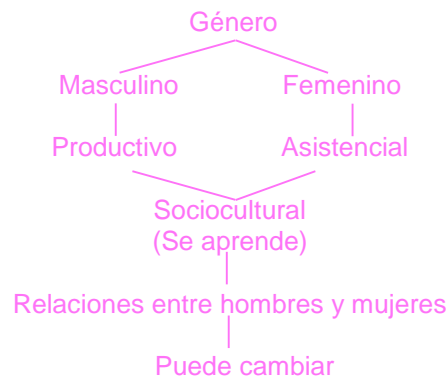 Género
Masculino Femenino
Productivo Asistencial
Sociocultural
(Se aprende)
Relaciones entre hombres y mujeres
Puede cambiar